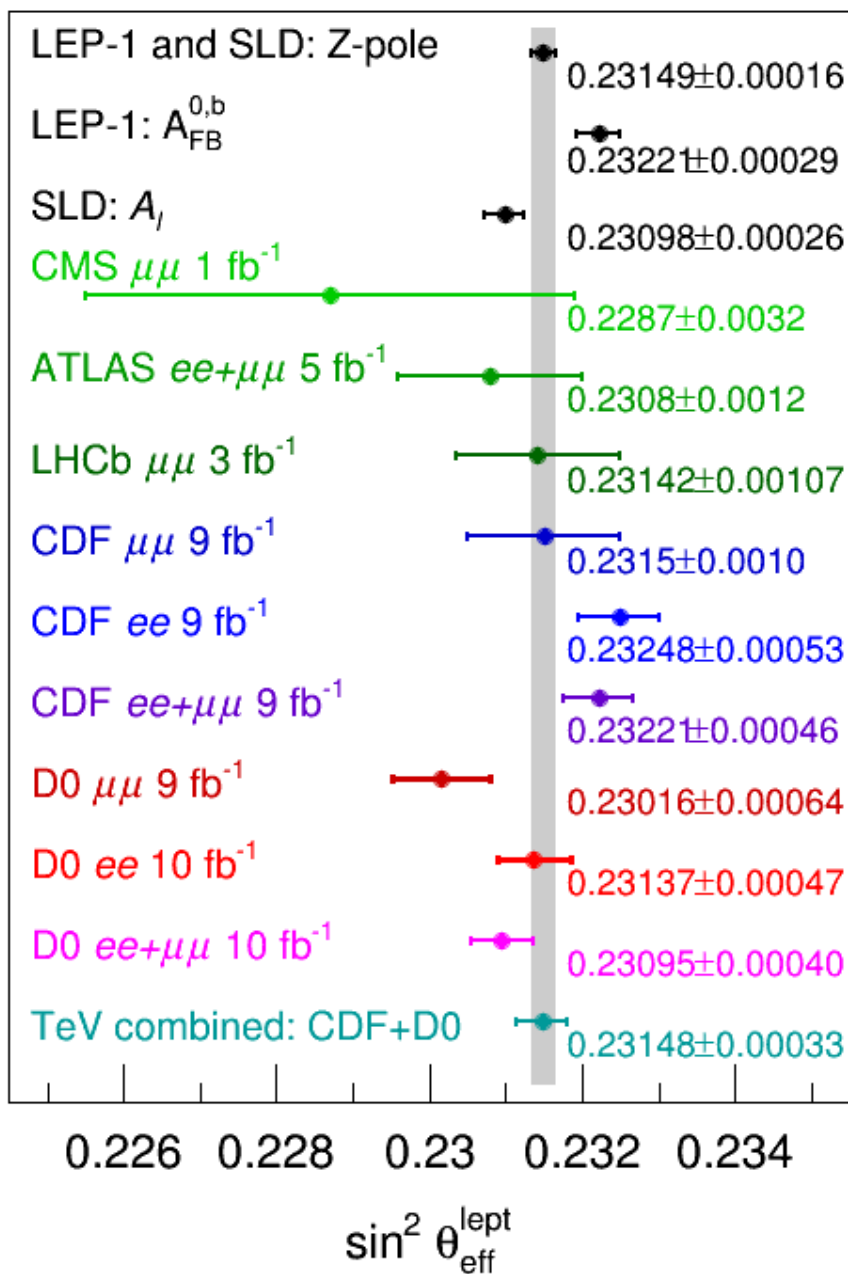 LEP-1 and SLD: Z-pole
0.23149±0.00016
LEP-1: A_FB^0,b
0.23221±0.00029
SLD: A_l
0.23098±0.00026
CMS μμ 1 fb⁻¹
0.2287±0.0032
ATLAS ee+μμ 5 fb⁻¹
0.2308±0.0012
LHCb μμ 3 fb⁻¹
0.23142±0.00107
CDF μμ 9 fb⁻¹
0.2315±0.0010
CDF ee 9 fb⁻¹
0.23248±0.00053
CDF ee+μμ 9 fb⁻¹
0.23221±0.00046
D0 μμ 9 fb⁻¹
0.23016±0.00064
D0 ee 10 fb⁻¹
0.23137±0.00047
D0 ee+μμ 10 fb⁻¹
0.23095±0.00040
TeV combined: CDF+D0
0.23148±0.00033
0.226 0.228 0.23 0.232 0.234
sin² θ_eff^lept